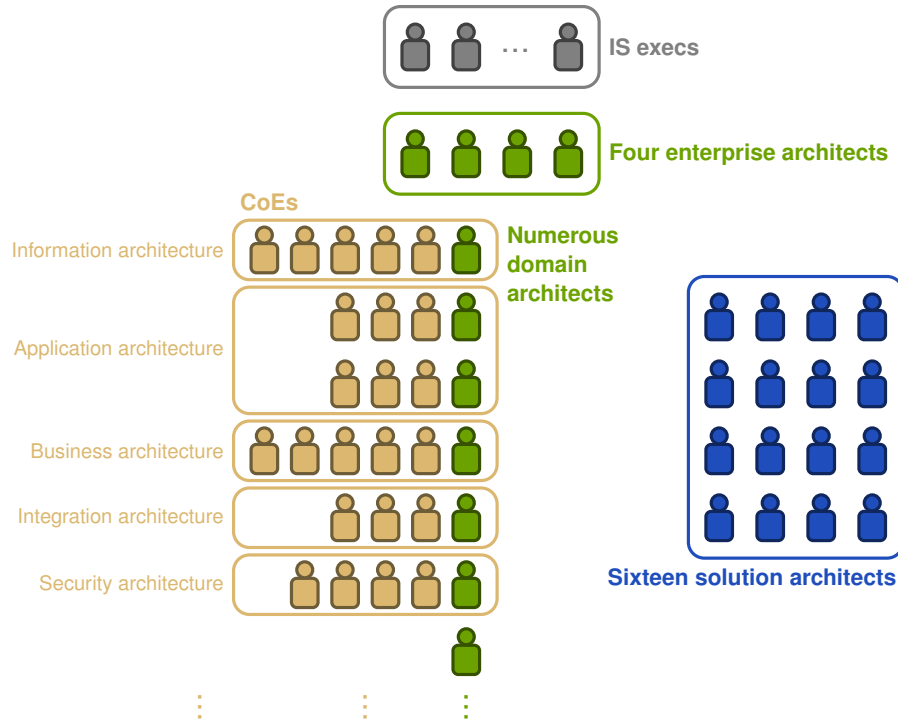 IS execs
Four enterprise architects
CoEs
Information architecture
Numerous
domain
architects
Application architecture
Business architecture
Integration architecture
Security architecture
Sixteen solution architects